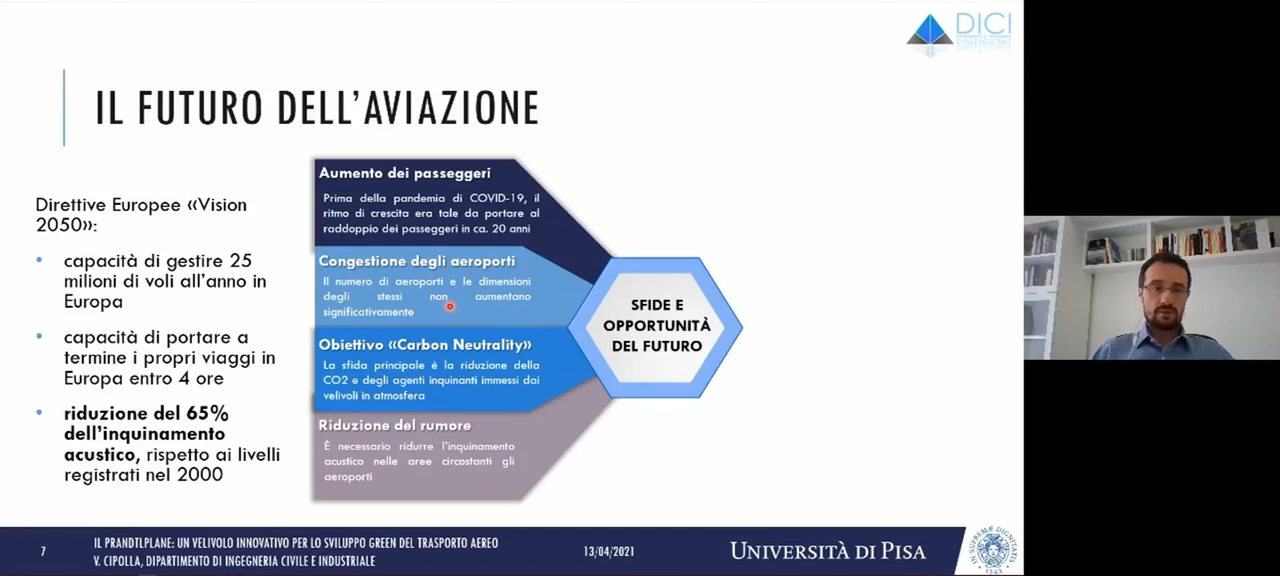 DICI
IL FUTURO DELL'AVIAZIONE
Direttive Europee «Vision
2050»:
• capacità di gestire 25
milioni di voli all'anno in
Europa
• capacità di portare a
termine i propri viaggi in
Europa entro 4 ore
• riduzione del 65%
dell'inquinamento
acustico, rispetto ai livelli
registrati nel 2000
Aumento dei passeggeri
Prima della pandemia di COVID-19, il
ritmo di crescita era tale da portare al
raddoppio dei passeggeri in ca. 20 anni
Congestione degli aeroporti
Il numero di aeroporti e le dimensioni
degli stessi non aumentano
significativamente
Obiettivo «Carbon Neutrality»
La sfida principale è la riduzione della
CO2 e degli agenti inquinanti immessi dai
velivoli in atmosfera
Riduzione del rumore
È necessario ridurre l'inquinamento
acustico nelle aree circostanti gli
aeroporti
SFIDE E
OPPORTUNITÀ
DEL FUTURO
7
IL PRANDTLPLANE: UN VELIVOLO INNOVATIVO PER LO SVILUPPO GREEN DEL TRASPORTO AEREO
V. CIPOLLA, DIPARTIMENTO DI INGEGNERIA CIVILE E INDUSTRIALE
13/04/2021
UNIVERSITÀ DI PISA